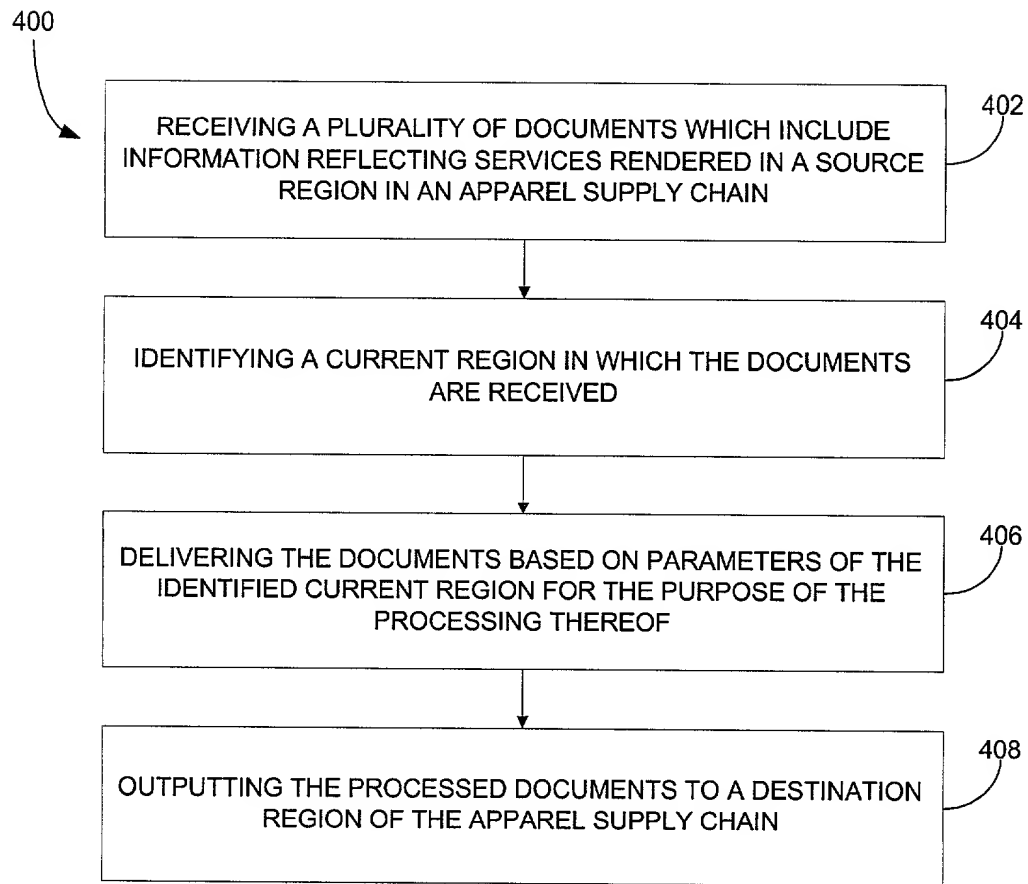 400
402
RECEIVING A PLURALITY OF DOCUMENTS WHICH INCLUDE
INFORMATION REFLECTING SERVICES RENDERED IN A SOURCE
REGION IN AN APPAREL SUPPLY CHAIN
404
IDENTIFYING A CURRENT REGION IN WHICH THE DOCUMENTS
ARE RECEIVED
406
DELIVERING THE DOCUMENTS BASED ON PARAMETERS OF THE
IDENTIFIED CURRENT REGION FOR THE PURPOSE OF THE
PROCESSING THEREOF
408
OUTPUTTING THE PROCESSED DOCUMENTS TO A DESTINATION
REGION OF THE APPAREL SUPPLY CHAIN